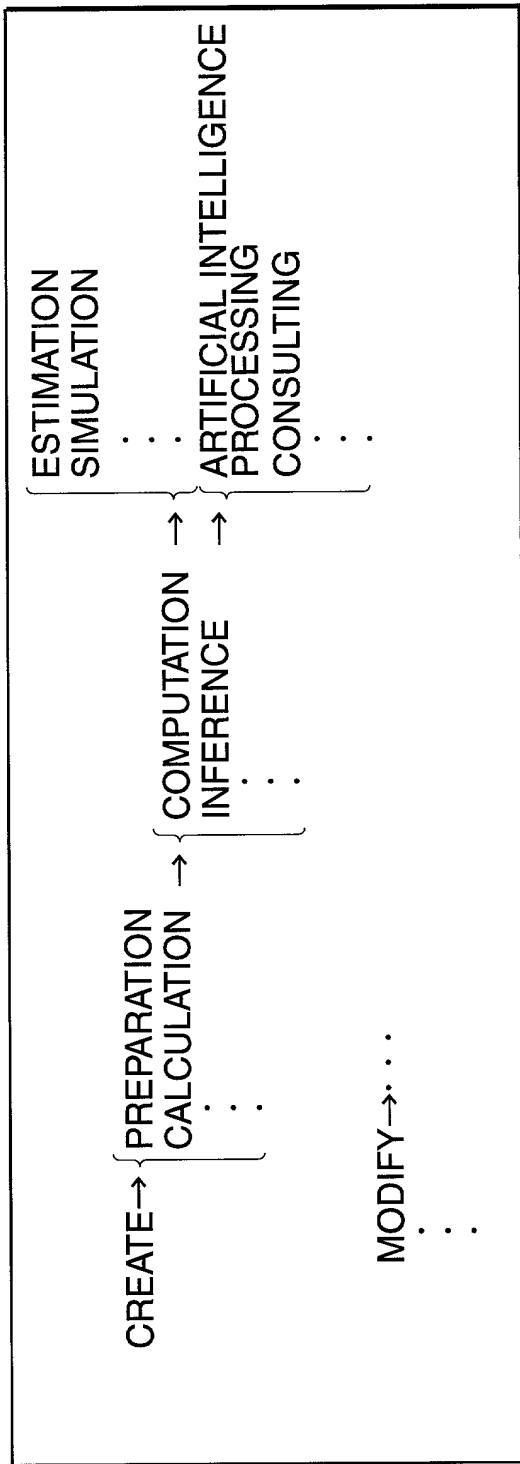 CREATE→
PREPARATION
CALCULATION
. . .
→
COMPUTATION
INFERENCE
. . .
→
ESTIMATION
SIMULATION
. . .
→
ARTIFICIAL INTELLIGENCE
PROCESSING
CONSULTING
. . .
MODIFY→. . .
. . .